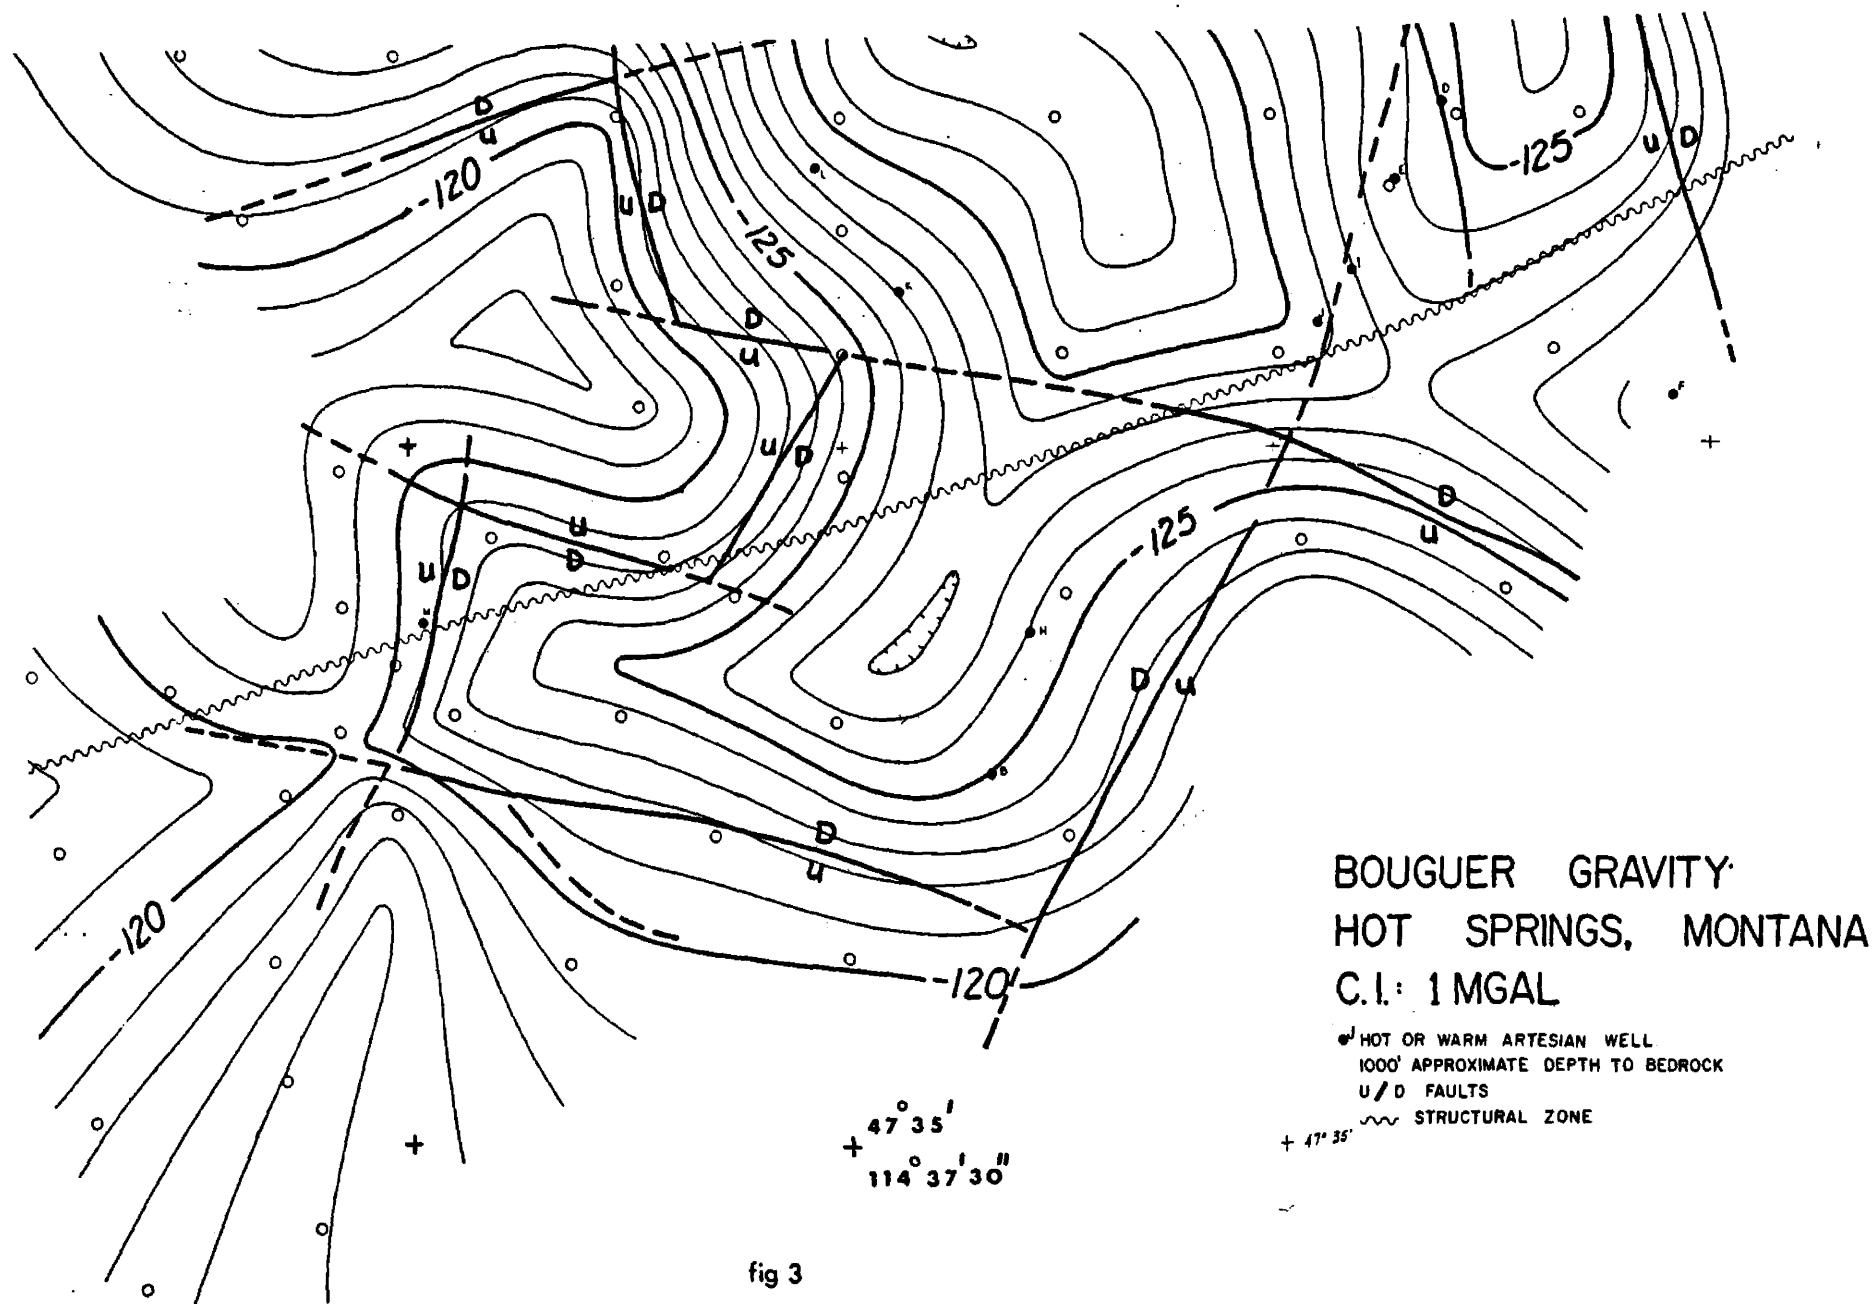 D
U
-120
U D
-125
D
U
U D
U
D
U D
-125
D
U
D U
-125
U D
L
K
D
I
J
F
H
B
D
U
-120
-120
BOUGUER GRAVITY
HOT SPRINGS, MONTANA
C.I.: 1 MGAL
J HOT OR WARM ARTESIAN WELL
1000' APPROXIMATE DEPTH TO BEDROCK
U/D FAULTS
STRUCTURAL ZONE
47° 35'
47° 35'
114° 37' 30"
fig 3